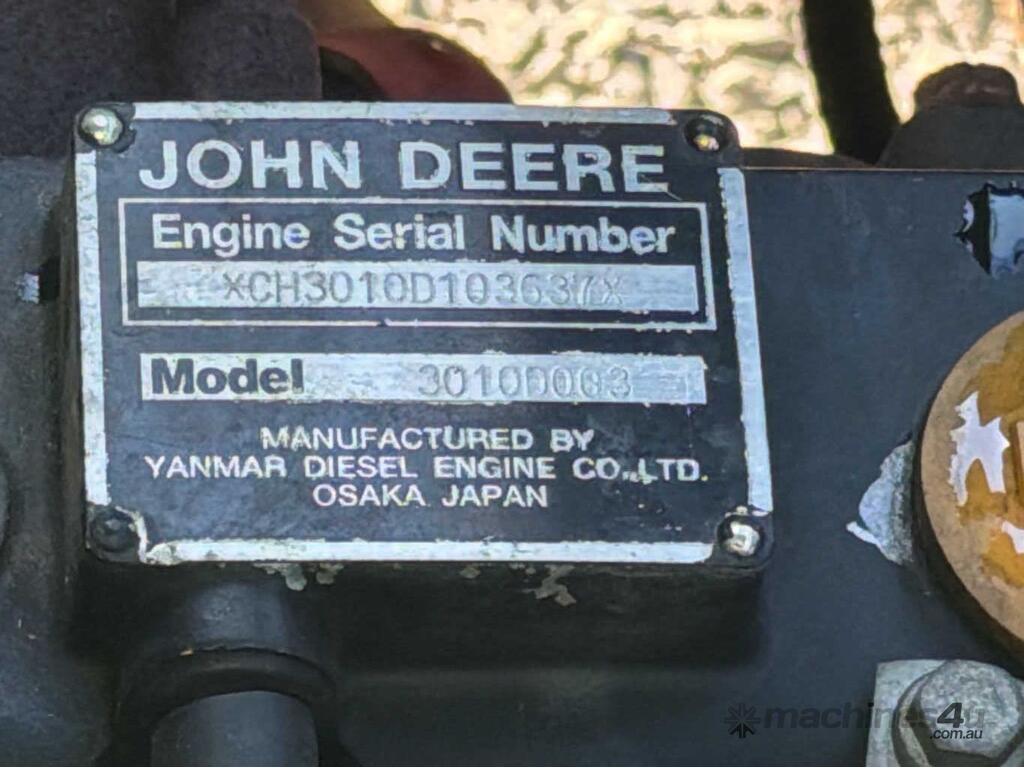 JOHN DEERE
Engine Serial Number
XCH3010D103637X
Model 3010D003
MANUFACTURED BY
YANMAR DIESEL ENGINE CO.,LTD.
OSAKA JAPAN
machines4u
.com.au